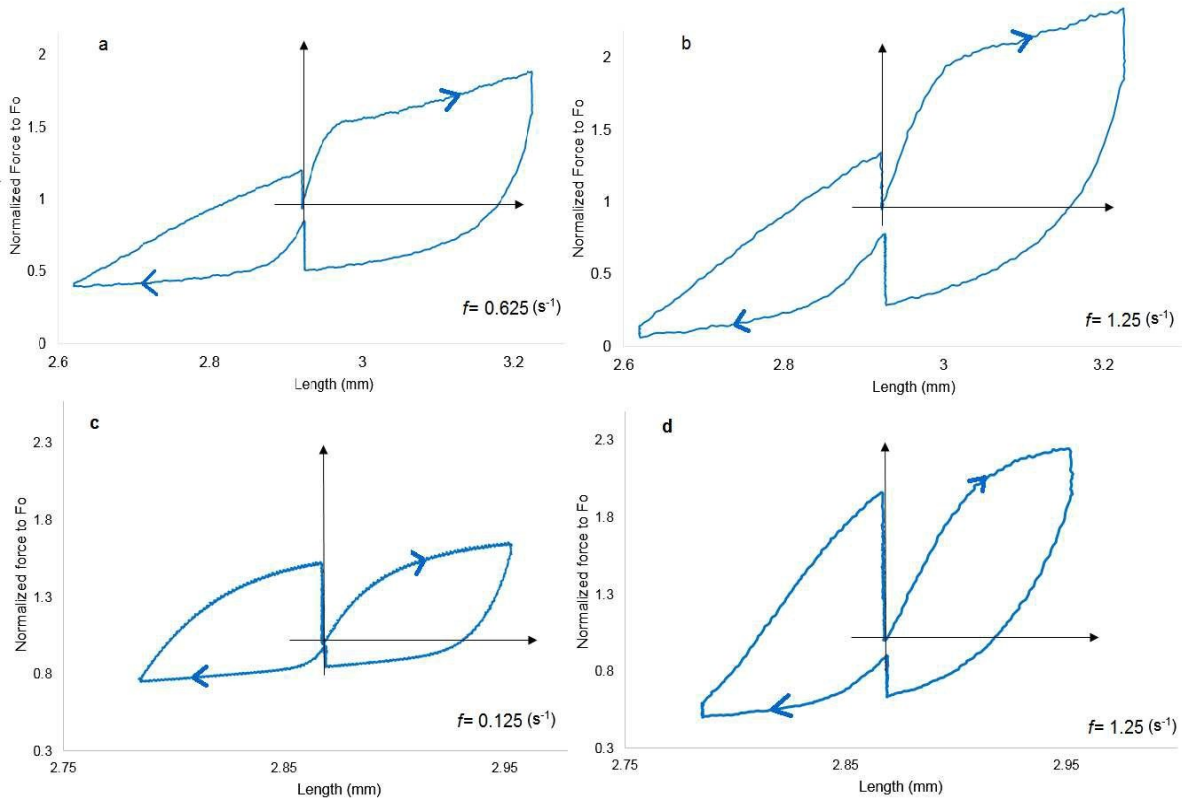 a
Normalized Force to Fo
2
1.5
1
0.5
0
2.6
2.8
3
3.2
Length (mm)
f= 0.625 (s-1)
b
Normalized Force to Fo
2
1.5
1
0.5
0
2.6
2.8
3
3.2
Length (mm)
f= 1.25 (s-1)
c
Normalized force to Fo
2.3
1.8
1.3
0.8
0.3
2.75
2.85
2.95
Length (mm)
f= 0.125 (s-1)
d
Normalized force to Fo
2.3
1.8
1.3
0.8
0.3
2.75
2.85
2.95
Length (mm)
f= 1.25 (s-1)